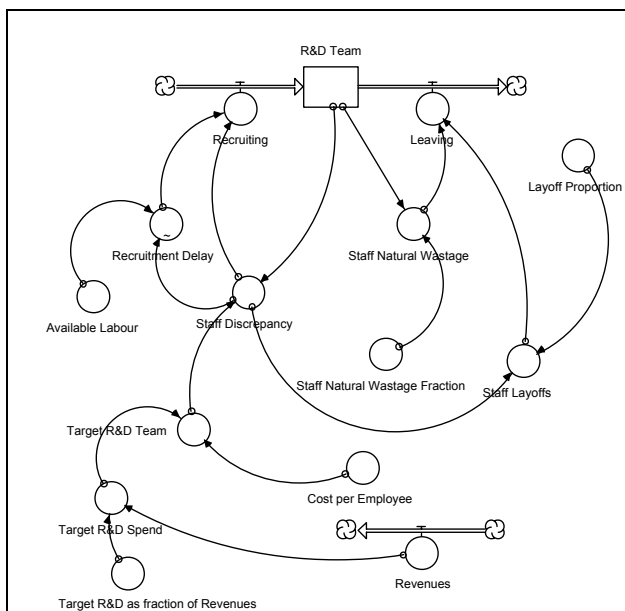 R&D Team
Recruiting
Leaving
Layoff Proportion
~
Recruitment Delay
Staff Natural Wastage
Available Labour
Staff Discrepancy
Staff Natural Wastage Fraction
Staff Layoffs
Target R&D Team
Cost per Employee
Target R&D Spend
Revenues
Target R&D as fraction of Revenues